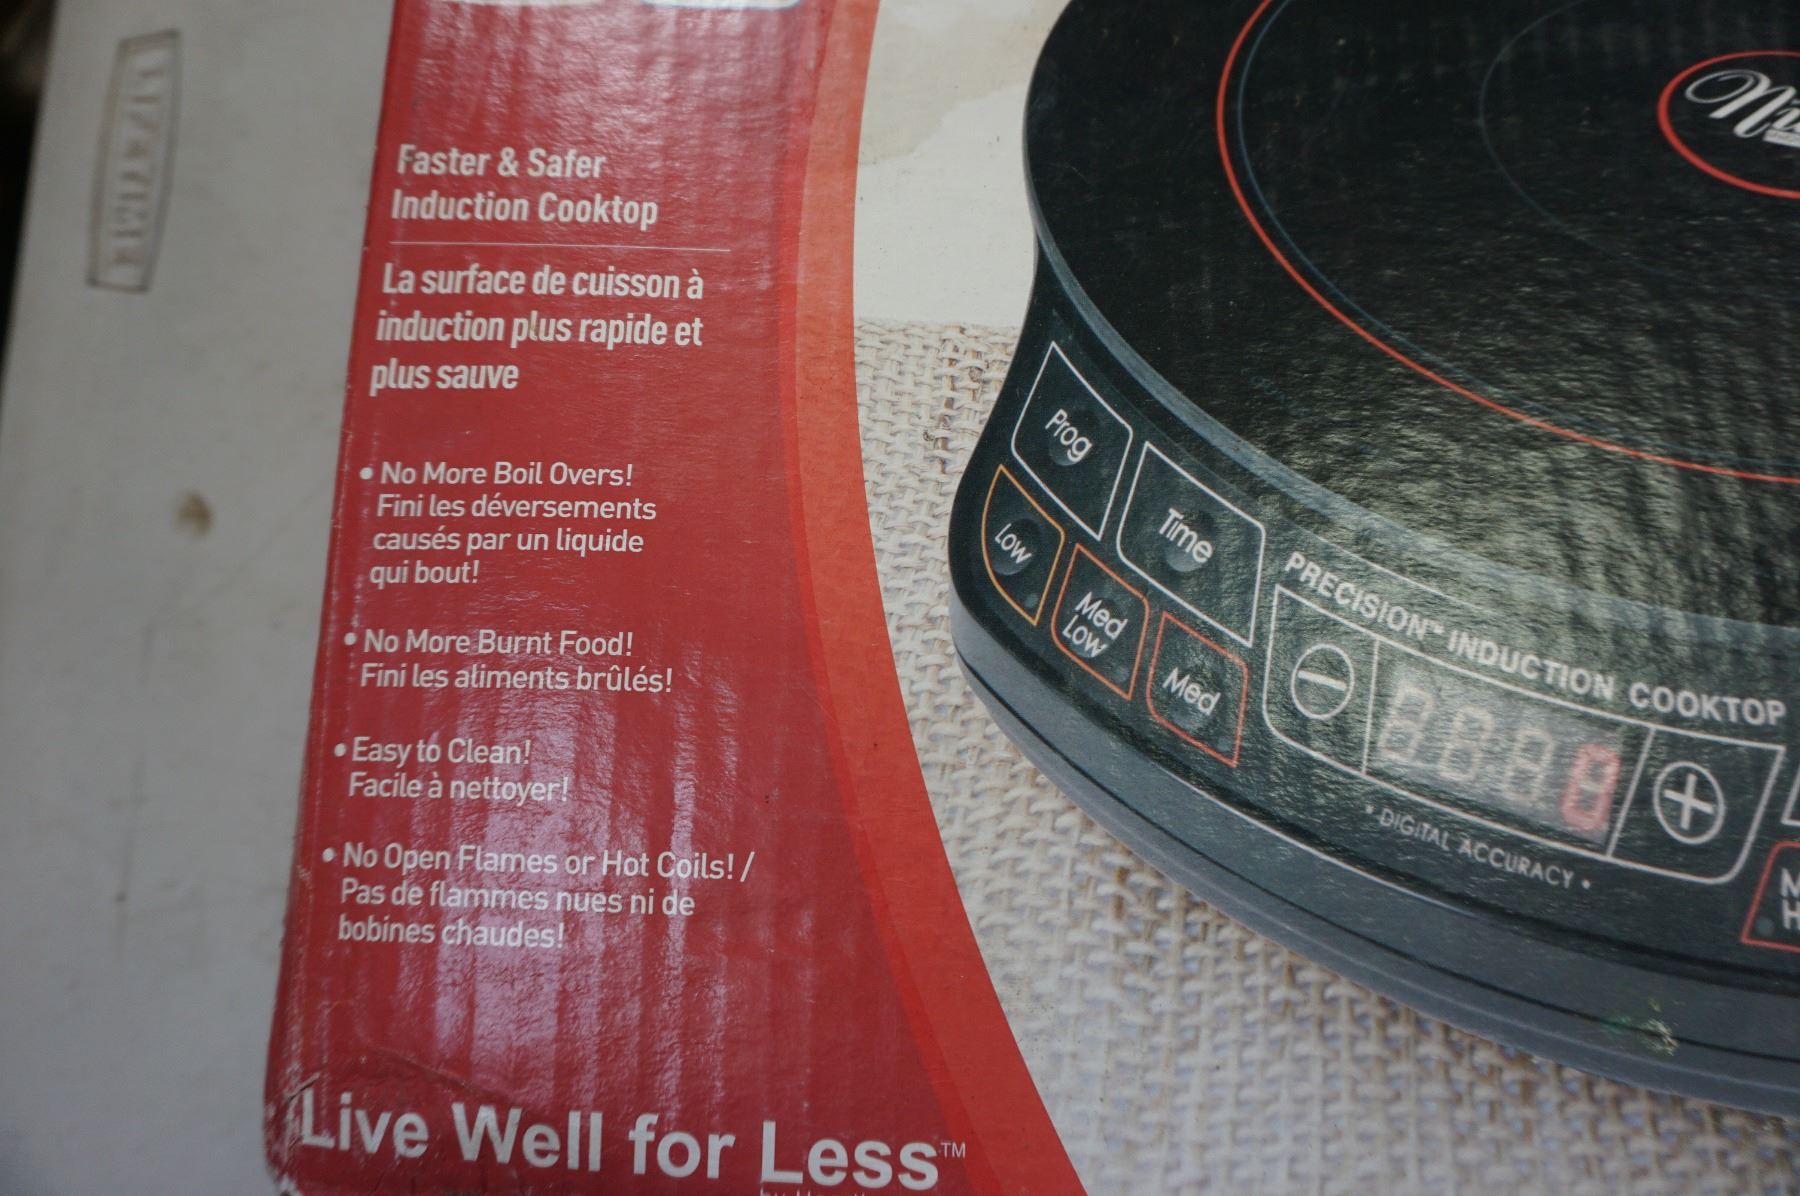 Faster & Safer
Induction Cooktop
La surface de cuisson à
induction plus rapide et
plus sauve
• No More Boil Overs!
Fini les déversements
causés par un liquide
qui bout!
• No More Burnt Food!
Fini les aliments brûlés!
• Easy to Clean!
Facile à nettoyer!
• No Open Flames or Hot Coils! /
Pas de flammes nues ni de
bobines chaudes!
Live Well for Less™
Prog
Time
Low
Med
Low
Med
PRECISION™ INDUCTION COOKTOP
• DIGITAL ACCURACY •